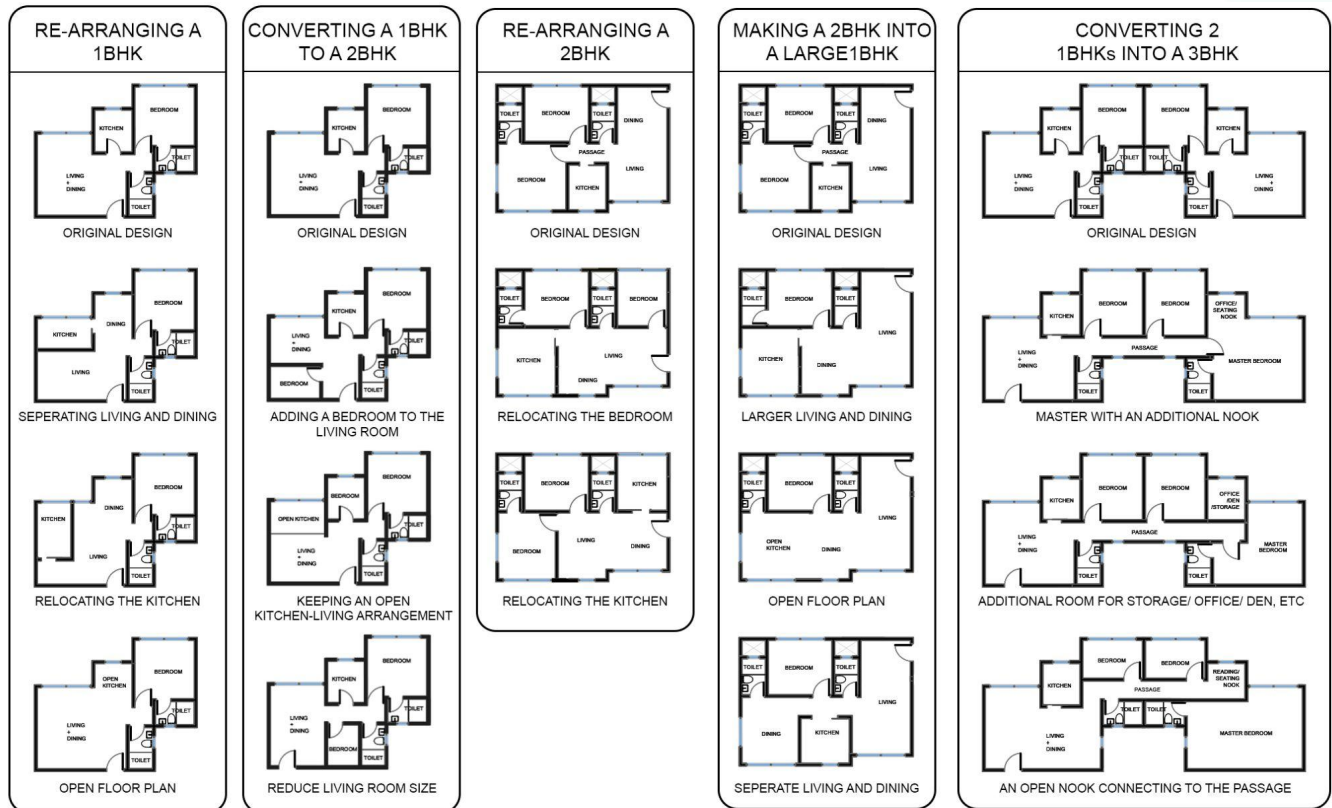 RE-ARRANGING A
1BHK
BEDROOM
KITCHEN
TOILET
LIVING
+
DINING
TOILET
ORIGINAL DESIGN
BEDROOM
DINING
KITCHEN
TOILET
LIVING
TOILET
SEPERATING LIVING AND DINING
BEDROOM
DINING
KITCHEN
TOILET
LIVING
TOILET
RELOCATING THE KITCHEN
BEDROOM
OPEN
KITCHEN
TOILET
LIVING
+
DINING
TOILET
OPEN FLOOR PLAN
CONVERTING A 1BHK
TO A 2BHK
BEDROOM
KITCHEN
TOILET
LIVING
+
DINING
TOILET
ORIGINAL DESIGN
BEDROOM
KITCHEN
LIVING
+
DINING
TOILET
BEDROOM
TOILET
ADDING A BEDROOM TO THE
LIVING ROOM
BEDROOM
BEDROOM
OPEN KITCHEN
TOILET
LIVING
+
DINING
TOILET
KEEPING AN OPEN
KITCHEN-LIVING ARRANGEMENT
BEDROOM
KITCHEN
TOILET
LIVING
+
DINING
BEDROOM
TOILET
REDUCE LIVING ROOM SIZE
RE-ARRANGING A
2BHK
TOILET
BEDROOM
TOILET
DINING
PASSAGE
LIVING
BEDROOM
KITCHEN
ORIGINAL DESIGN
TOILET
BEDROOM
TOILET
BEDROOM
KITCHEN
LIVING
DINING
RELOCATING THE BEDROOM
TOILET
BEDROOM
TOILET
KITCHEN
LIVING
DINING
BEDROOM
RELOCATING THE KITCHEN
MAKING A 2BHK INTO
A LARGE1BHK
TOILET
BEDROOM
TOILET
DINING
PASSAGE
LIVING
BEDROOM
KITCHEN
ORIGINAL DESIGN
TOILET
BEDROOM
TOILET
LIVING
KITCHEN
DINING
LARGER LIVING AND DINING
TOILET
BEDROOM
TOILET
LIVING
OPEN
KITCHEN
DINING
OPEN FLOOR PLAN
TOILET
BEDROOM
TOILET
LIVING
DINING
KITCHEN
SEPERATE LIVING AND DINING
CONVERTING 2
1BHKs INTO A 3BHK
BEDROOM
BEDROOM
KITCHEN
KITCHEN
TOILET
TOILET
LIVING
+
DINING
LIVING
+
DINING
TOILET
TOILET
ORIGINAL DESIGN
BEDROOM
BEDROOM
OFFICE/
SEATING
NOOK
KITCHEN
PASSAGE
LIVING
+
DINING
MASTER BEDROOM
TOILET
TOILET
MASTER WITH AN ADDITIONAL NOOK
BEDROOM
BEDROOM
OFFICE
/DEN
/STORAGE
KITCHEN
PASSAGE
LIVING
+
DINING
MASTER
BEDROOM
TOILET
TOILET
ADDITIONAL ROOM FOR STORAGE/ OFFICE/ DEN, ETC
BEDROOM
BEDROOM
READING/
SEATING
NOOK
KITCHEN
PASSAGE
TOILET
TOILET
LIVING
+
DINING
MASTER BEDROOM
AN OPEN NOOK CONNECTING TO THE PASSAGE